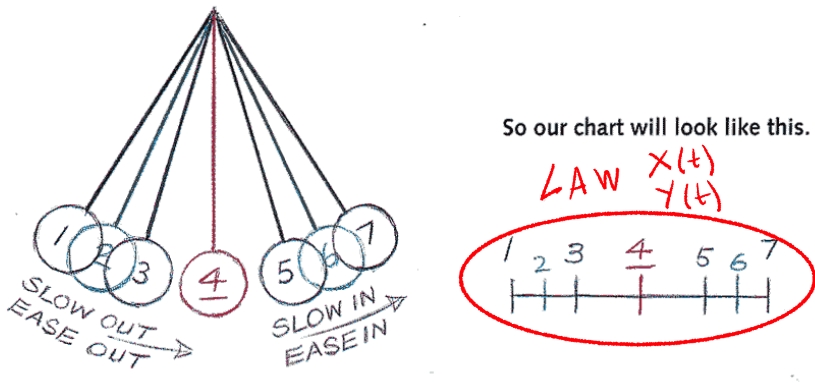 1 2 3 4 5 6 7
SLOW OUT
EASE OUT
SLOW IN
EASE IN
So our chart will look like this.
LAW X(t)
Y(t)
1 2 3 4 5 6 7